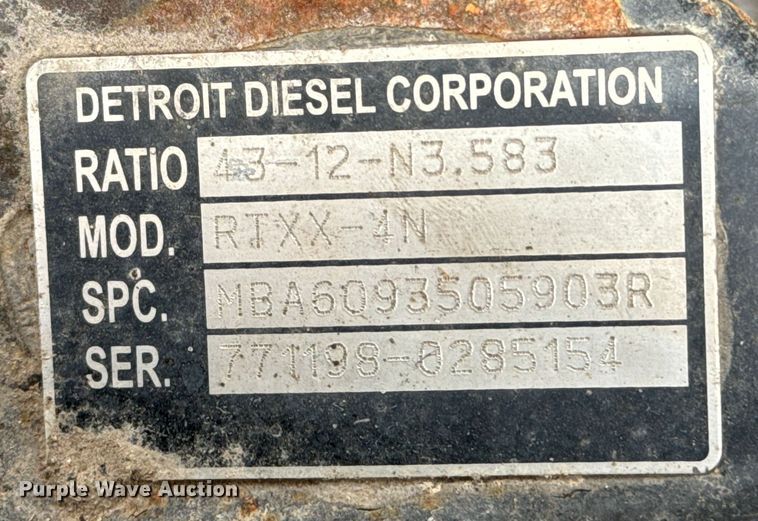 DETROIT DIESEL CORPORATION
RATIO 43-12-N3.583
MOD. RTXX-4N
SPC. MBA6093505903R
SER. 771198-0285154
Purple Wave Auction